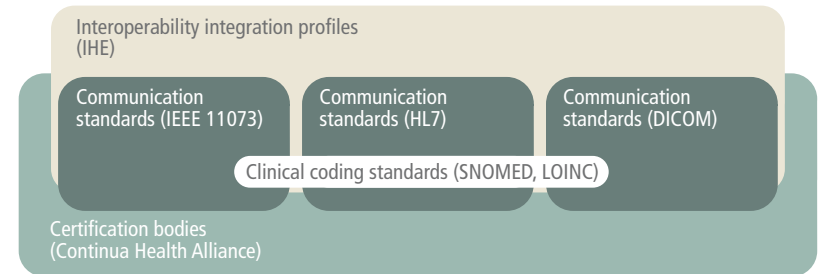 Interoperability integration profiles
(IHE)
Communication
standards (IEEE 11073)
Communication
standards (HL7)
Communication
standards (DICOM)
Clinical coding standards (SNOMED, LOINC)
Certification bodies
(Continua Health Alliance)